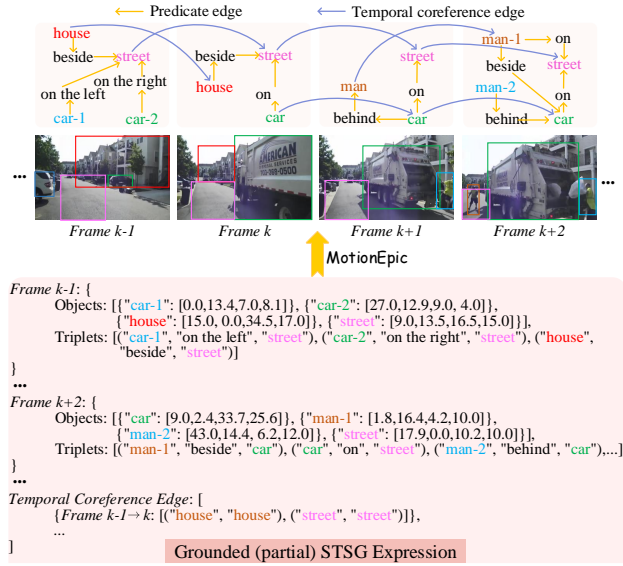 Predicate edge
Temporal coreference edge
house
beside
street
on the left
on the right
car-1
car-2
beside
street
house
on
car
street
man
on
behind
car
man-1
on
beside
street
man-2
on
behind
car
AMERICAN
...
...
Frame k-1
Frame k
Frame k+1
Frame k+2
MotionEpic
Frame k-1: {
Objects: [{"car-1": [0.0,13.4,7.0,8.1]}, {"car-2": [27.0,12.9,9.0, 4.0]},
{"house": [15.0, 0.0,34.5,17.0]}, {"street": [9.0,13.5,16.5,15.0]}],
Triplets: [("car-1", "on the left", "street"), ("car-2", "on the right", "street"), ("house",
"beside", "street")]
}
...
Frame k+2: {
Objects: [{"car": [9.0,2.4,33.7,25.6]}, {"man-1": [1.8,16.4,4.2,10.0]},
{"man-2": [43.0,14.4, 6.2,12.0]}, {"street": [17.9,0.0,10.2,10.0]}],
Triplets: [("man-1", "beside", "car"), ("car", "on", "street"), ("man-2", "behind", "car"),...]
}
...
Temporal Coreference Edge: [
{Frame k-1→k: [("house", "house"), ("street", "street")]},
...
]
Grounded (partial) STSG Expression